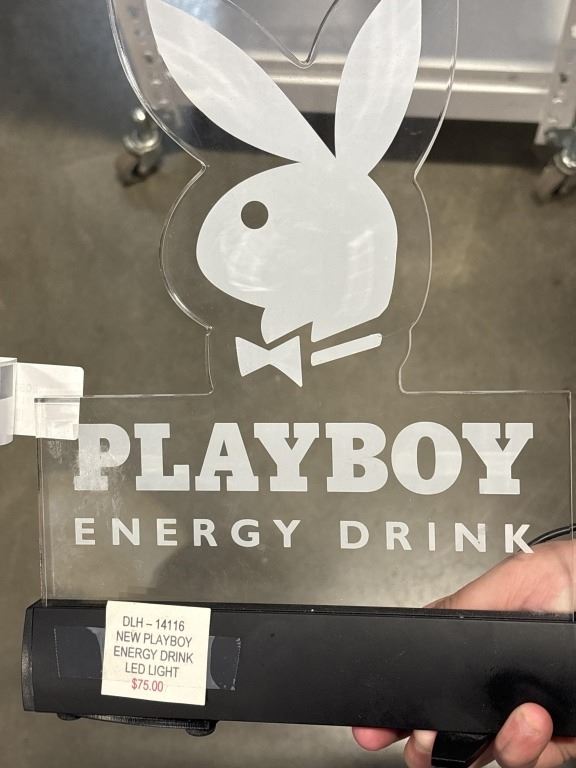 PLAYBOY
ENERGY DRINK
DLH – 14116
NEW PLAYBOY
ENERGY DRINK
LED LIGHT
$75.00